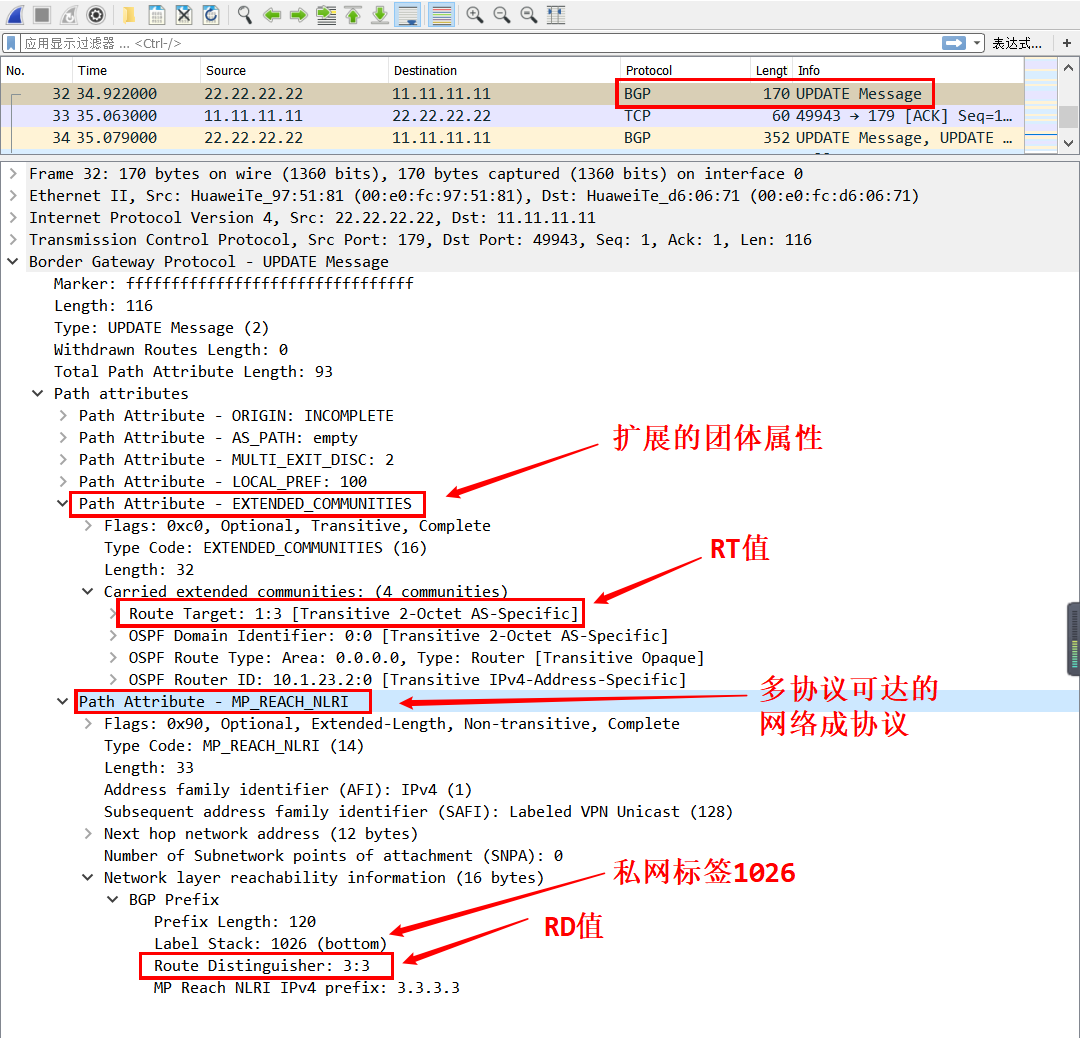 应用显示过滤器 … <Ctrl-/>
表达式…
+
No. Time Source Destination Protocol Lengt Info
32 34.922000 22.22.22.22 11.11.11.11 BGP 170 UPDATE Message
33 35.063000 11.11.11.11 22.22.22.22 TCP 60 49943 → 179 [ACK] Seq=1…
34 35.079000 22.22.22.22 11.11.11.11 BGP 352 UPDATE Message, UPDATE …
Frame 32: 170 bytes on wire (1360 bits), 170 bytes captured (1360 bits) on interface 0
Ethernet II, Src: HuaweiTe_97:51:81 (00:e0:fc:97:51:81), Dst: HuaweiTe_d6:06:71 (00:e0:fc:d6:06:71)
Internet Protocol Version 4, Src: 22.22.22.22, Dst: 11.11.11.11
Transmission Control Protocol, Src Port: 179, Dst Port: 49943, Seq: 1, Ack: 1, Len: 116
Border Gateway Protocol - UPDATE Message
Marker: ffffffffffffffffffffffffffffffff
Length: 116
Type: UPDATE Message (2)
Withdrawn Routes Length: 0
Total Path Attribute Length: 93
Path attributes
Path Attribute - ORIGIN: INCOMPLETE
Path Attribute - AS_PATH: empty
扩展的团体属性
Path Attribute - MULTI_EXIT_DISC: 2
Path Attribute - LOCAL_PREF: 100
Path Attribute - EXTENDED_COMMUNITIES
Flags: 0xc0, Optional, Transitive, Complete
Type Code: EXTENDED_COMMUNITIES (16)
RT值
Length: 32
Carried extended communities: (4 communities)
Route Target: 1:3 [Transitive 2-Octet AS-Specific]
OSPF Domain Identifier: 0:0 [Transitive 2-Octet AS-Specific]
OSPF Route Type: Area: 0.0.0.0, Type: Router [Transitive Opaque]
OSPF Router ID: 10.1.23.2:0 [Transitive IPv4-Address-Specific]
Path Attribute - MP_REACH_NLRI
多协议可达的
网络成协议
Flags: 0x90, Optional, Extended-Length, Non-transitive, Complete
Type Code: MP_REACH_NLRI (14)
Length: 33
Address family identifier (AFI): IPv4 (1)
Subsequent address family identifier (SAFI): Labeled VPN Unicast (128)
Next hop network address (12 bytes)
Number of Subnetwork points of attachment (SNPA): 0
Network layer reachability information (16 bytes)
私网标签1026
BGP Prefix
Prefix Length: 120
RD值
Label Stack: 1026 (bottom)
Route Distinguisher: 3:3
MP Reach NLRI IPv4 prefix: 3.3.3.3